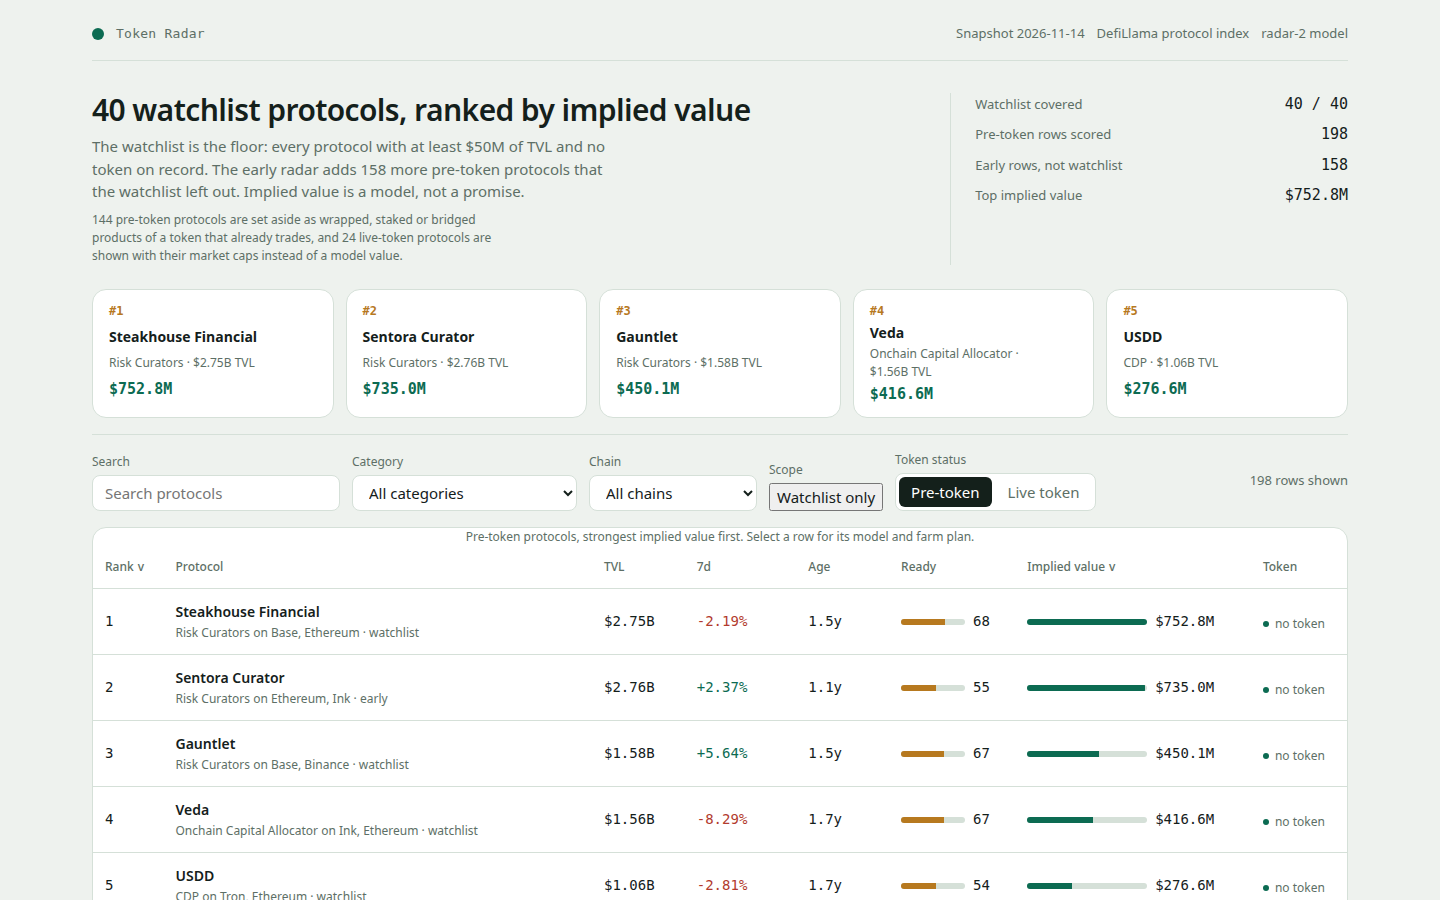 Token Radar
Snapshot 2026-11-14 DefiLlama protocol index radar-2 model
40 watchlist protocols, ranked by implied value
The watchlist is the floor: every protocol with at least $50M of TVL and no
token on record. The early radar adds 158 more pre-token protocols that
the watchlist left out. Implied value is a model, not a promise.
144 pre-token protocols are set aside as wrapped, staked or bridged
products of a token that already trades, and 24 live-token protocols are
shown with their market caps instead of a model value.
Watchlist covered 40 / 40
Pre-token rows scored 198
Early rows, not watchlist 158
Top implied value $752.8M
#1
Steakhouse Financial
Risk Curators · $2.75B TVL
$752.8M
#2
Sentora Curator
Risk Curators · $2.76B TVL
$735.0M
#3
Gauntlet
Risk Curators · $1.58B TVL
$450.1M
#4
Veda
Onchain Capital Allocator ·
$1.56B TVL
$416.6M
#5
USDD
CDP · $1.06B TVL
$276.6M
Search
Search protocols
Category
All categories
Chain
All chains
Scope
Watchlist only
Token status
Pre-token Live token
198 rows shown
Pre-token protocols, strongest implied value first. Select a row for its model and farm plan.
Rank v Protocol TVL 7d Age Ready Implied value v Token
1 Steakhouse Financial $2.75B -2.19% 1.5y 68 $752.8M no token
Risk Curators on Base, Ethereum · watchlist
2 Sentora Curator $2.76B +2.37% 1.1y 55 $735.0M no token
Risk Curators on Ethereum, Ink · early
3 Gauntlet $1.58B +5.64% 1.5y 67 $450.1M no token
Risk Curators on Base, Binance · watchlist
4 Veda $1.56B -8.29% 1.7y 67 $416.6M no token
Onchain Capital Allocator on Ink, Ethereum · watchlist
5 USDD $1.06B -2.81% 1.7y 54 $276.6M no token
CDP on Tron, Ethereum · watchlist